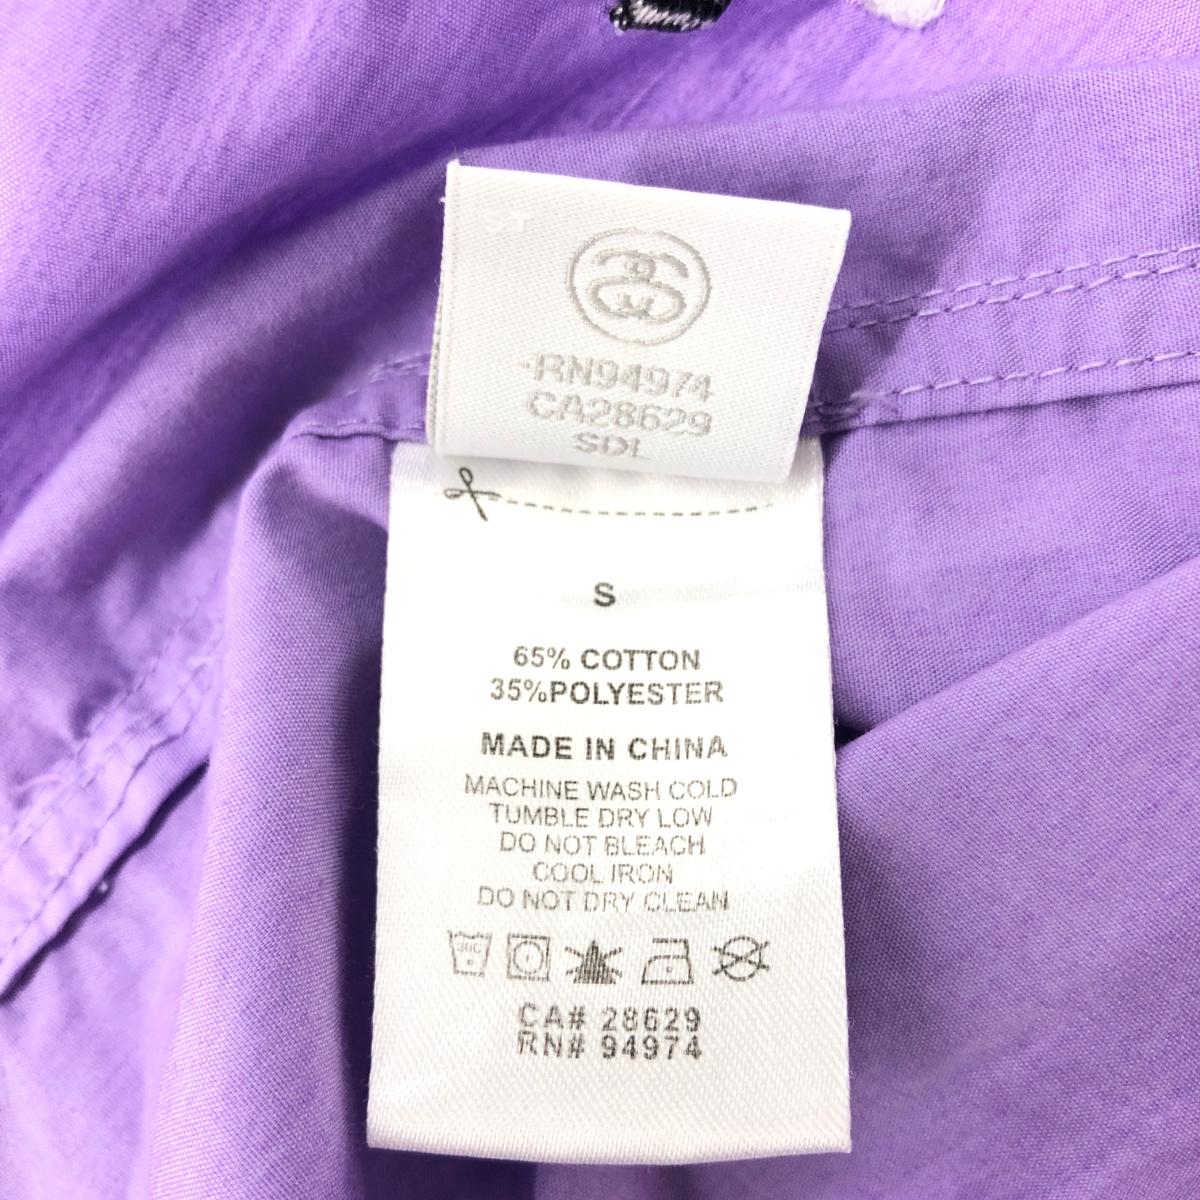 S.T
RN94974
CA28629
SDL
S
65% COTTON
35%POLYESTER
MADE IN CHINA
MACHINE WASH COLD
TUMBLE DRY LOW
DO NOT BLEACH
COOL IRON
DO NOT DRY CLEAN
30C
CA# 28629
RN# 94974